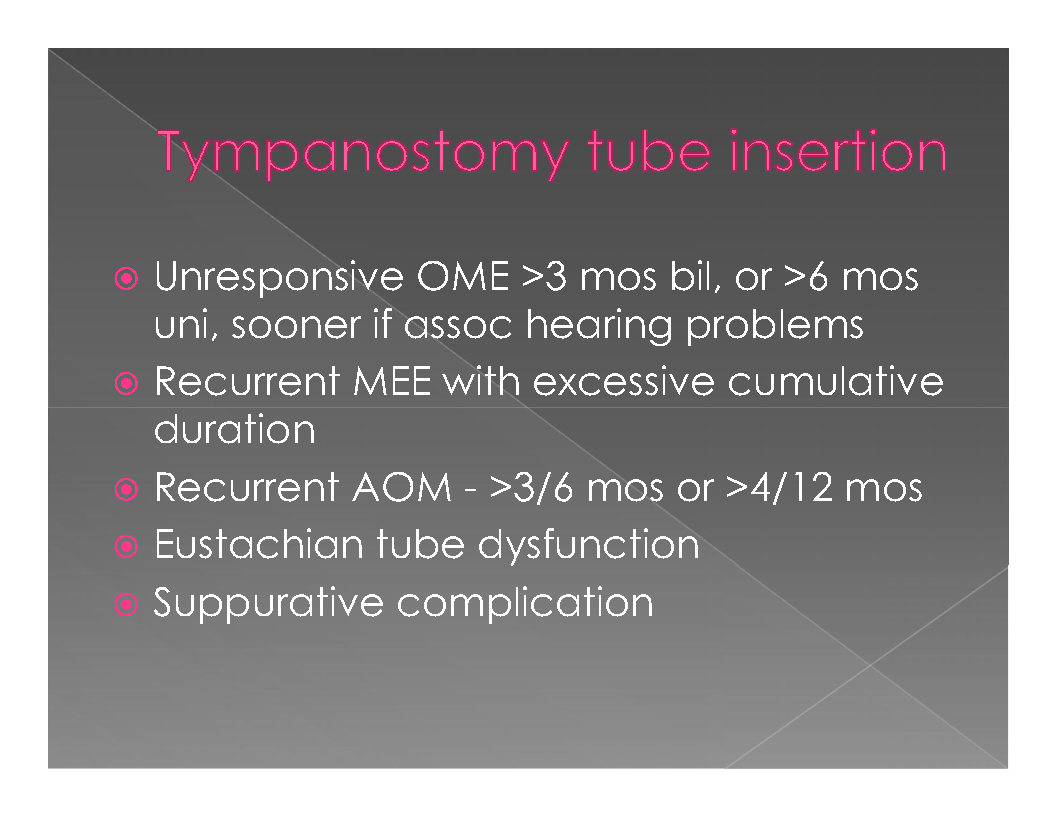 Tympanostomy tube insertion
Unresponsive OME >3 mos bil, or >6 mos
uni, sooner if assoc hearing problems
Recurrent MEE with excessive cumulative
duration
Recurrent AOM - >3/6 mos or >4/12 mos
Eustachian tube dysfunction
Suppurative complication